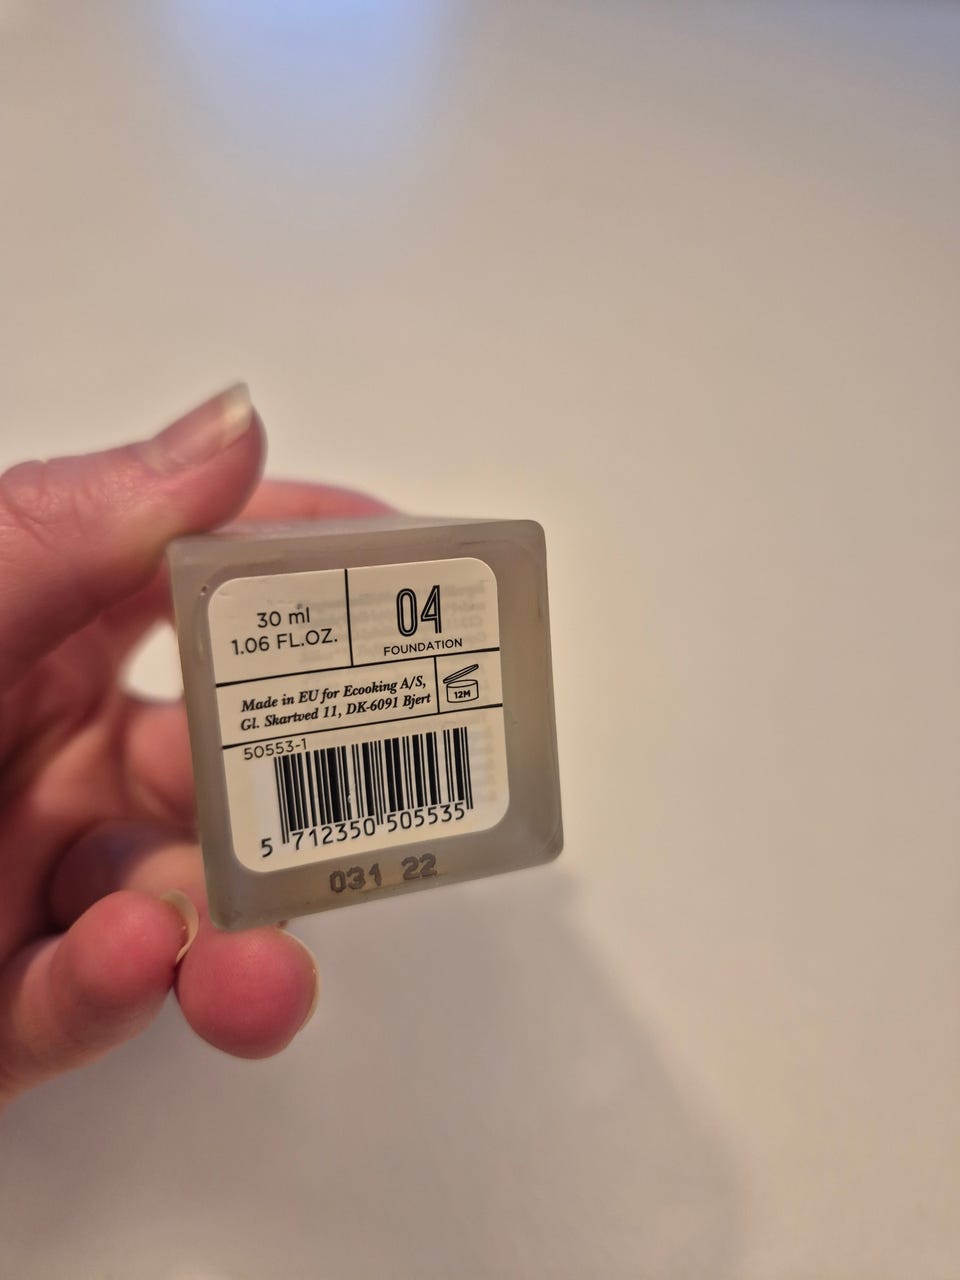 30 ml
1.06 FL.OZ.
04
FOUNDATION
Made in EU for Ecooking A/S,
Gl. Skartved 11, DK-6091 Bjert
12M
50553-1
5 712350 505535
031 22